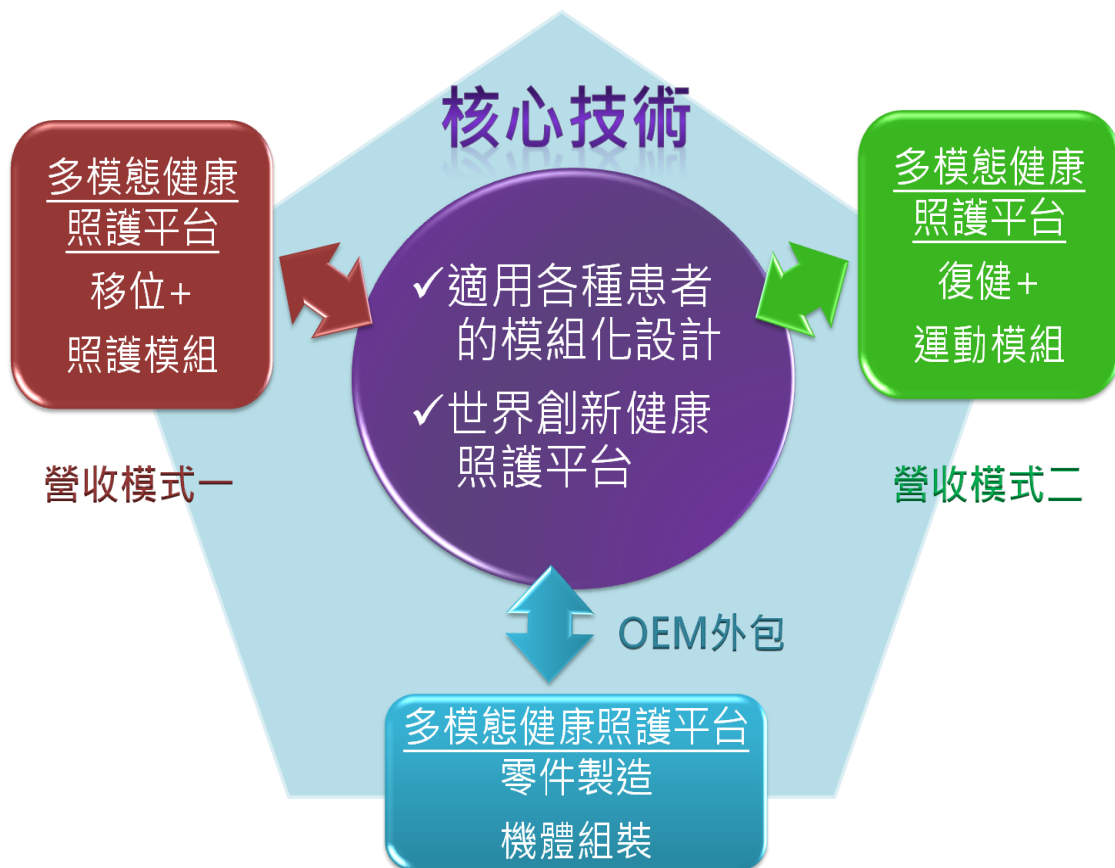 核心技術
多模態健康
照護平台
移位+
照護模組
營收模式一
✓適用各種患者
的模組化設計
✓世界創新健康
照護平台
多模態健康
照護平台
復健+
運動模組
營收模式二
OEM外包
多模態健康照護平台
零件製造
機體組裝